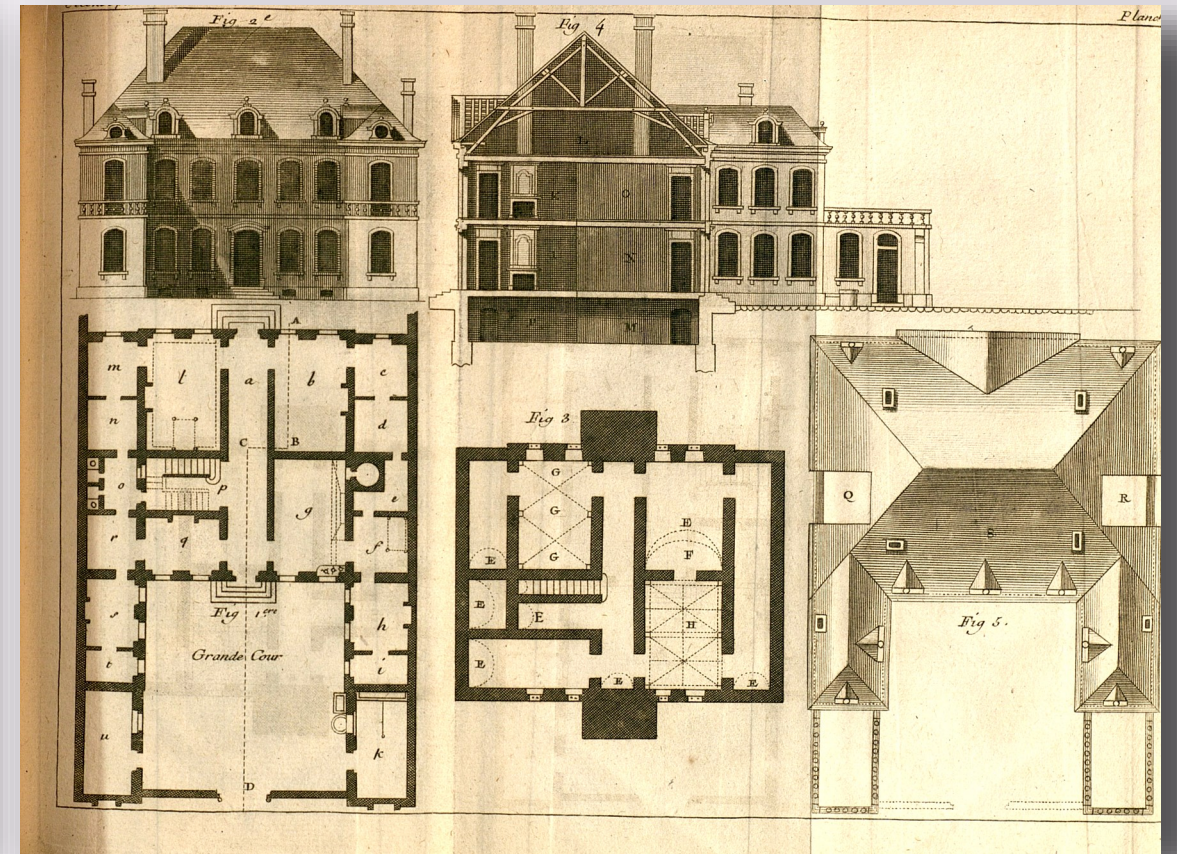 Planc
Fig 2e
Fig 4
L
K
O
I
N
P
M
A
m
l
a
b
c
n
d
C
B
o
p
g
e
r
q
f
Fig 1ere
s
h
Grande Cour
t
i
u
k
D
Fig 3
G
G
E
G
E
F
E
E
H
E
E
E
Q
R
S
Fig 5.